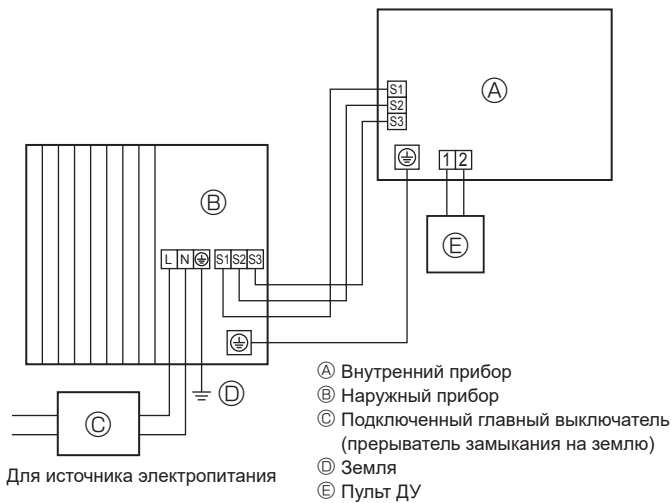 S1
S2
S3
Ⓐ
1 2
Ⓑ
Ⓔ
L N S1 S2 S3
Ⓓ
Ⓒ
Для источника электропитания
Ⓐ Внутренний прибор
Ⓑ Наружный прибор
Ⓒ Подключенный главный выключатель
(прерыватель замыкания на землю)
Ⓓ Земля
Ⓔ Пульт ДУ